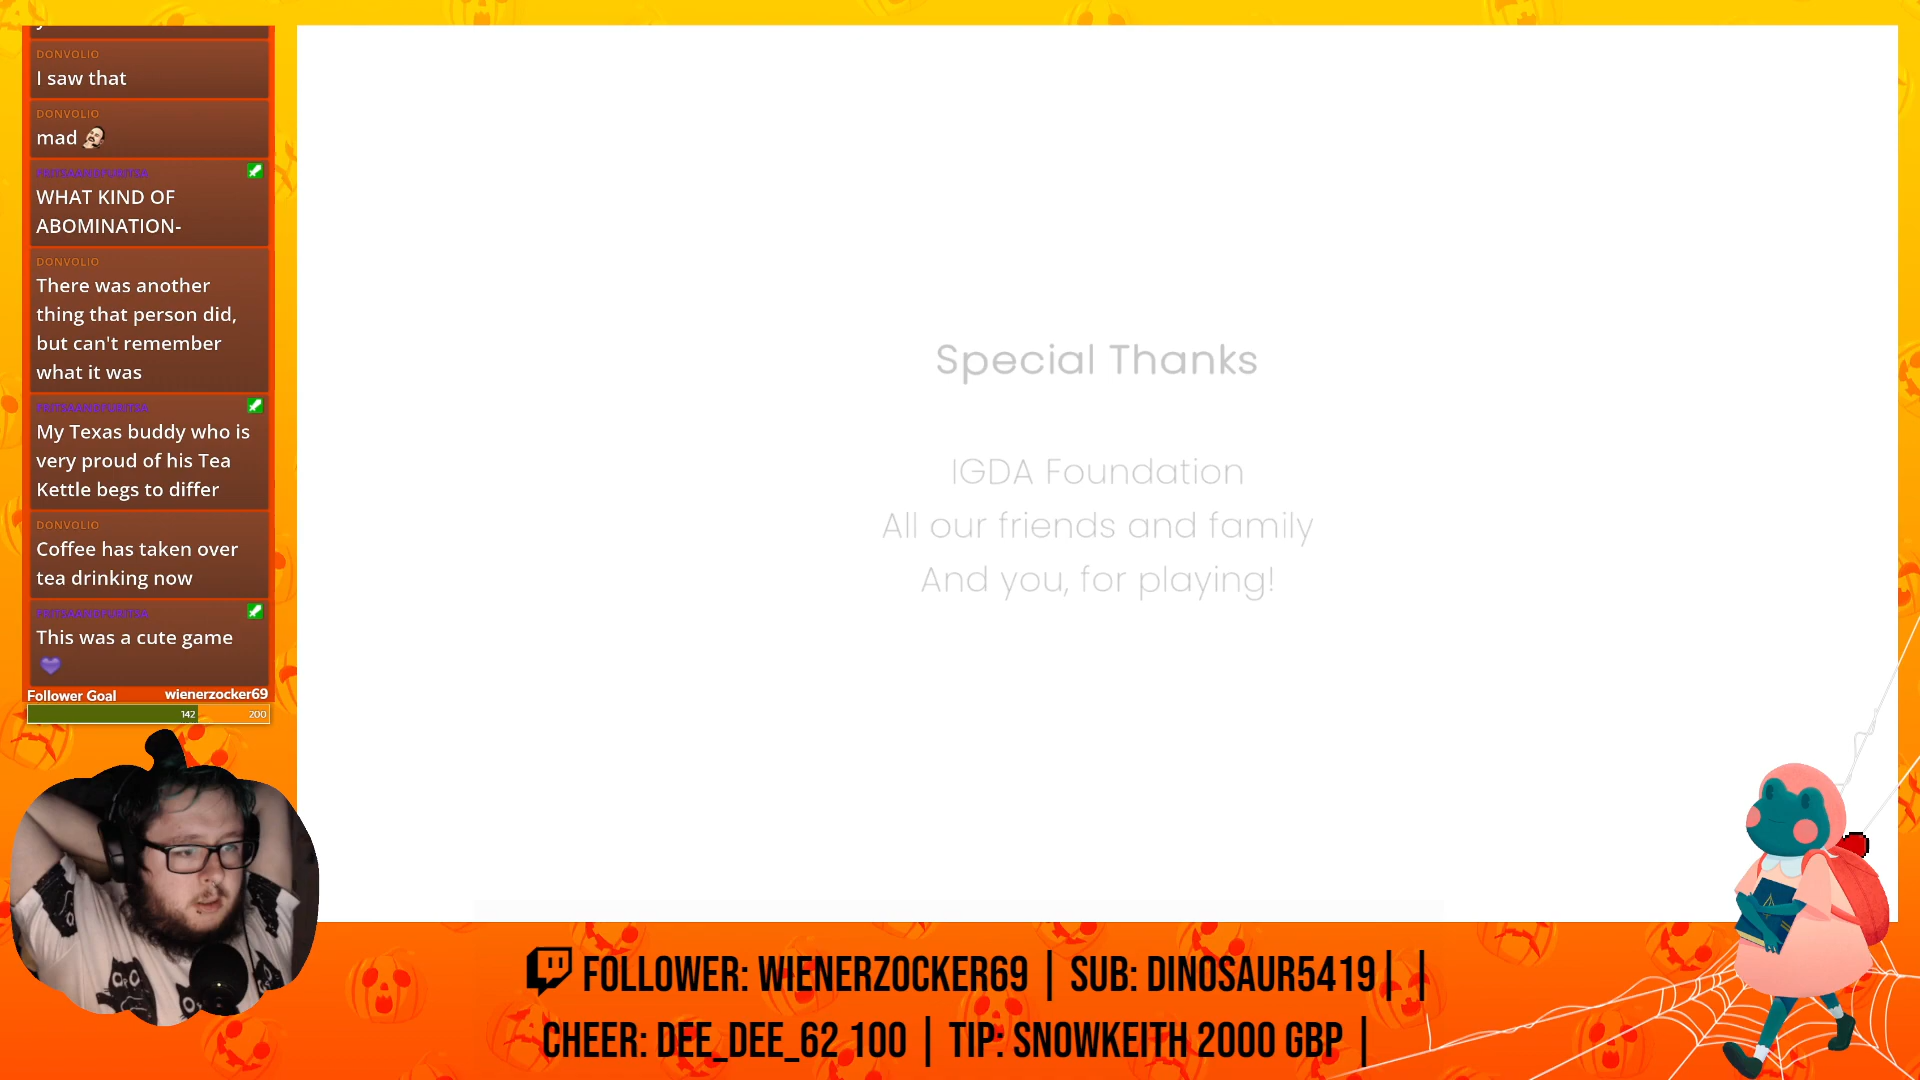 DONVOLIO
I saw that
DONVOLIO
mad
WHAT KIND OF
ABOMINATION-
DONVOLIO
There was another
thing that person did,
but can't remember
what it was
My Texas buddy who is
very proud of his Tea
Kettle begs to differ
DONVOLIO
Coffee has taken over
tea drinking now
This was a cute game
Follower Goal wienerzocker69
142 200
Special Thanks
IGDA Foundation
All our friends and family
And you, for playing!
FOLLOWER: WIENERZOCKER69 | SUB: DINOSAUR5419 | |
CHEER: DEE_DEE_62 100 | TIP: SNOWKEITH 2000 GBP |